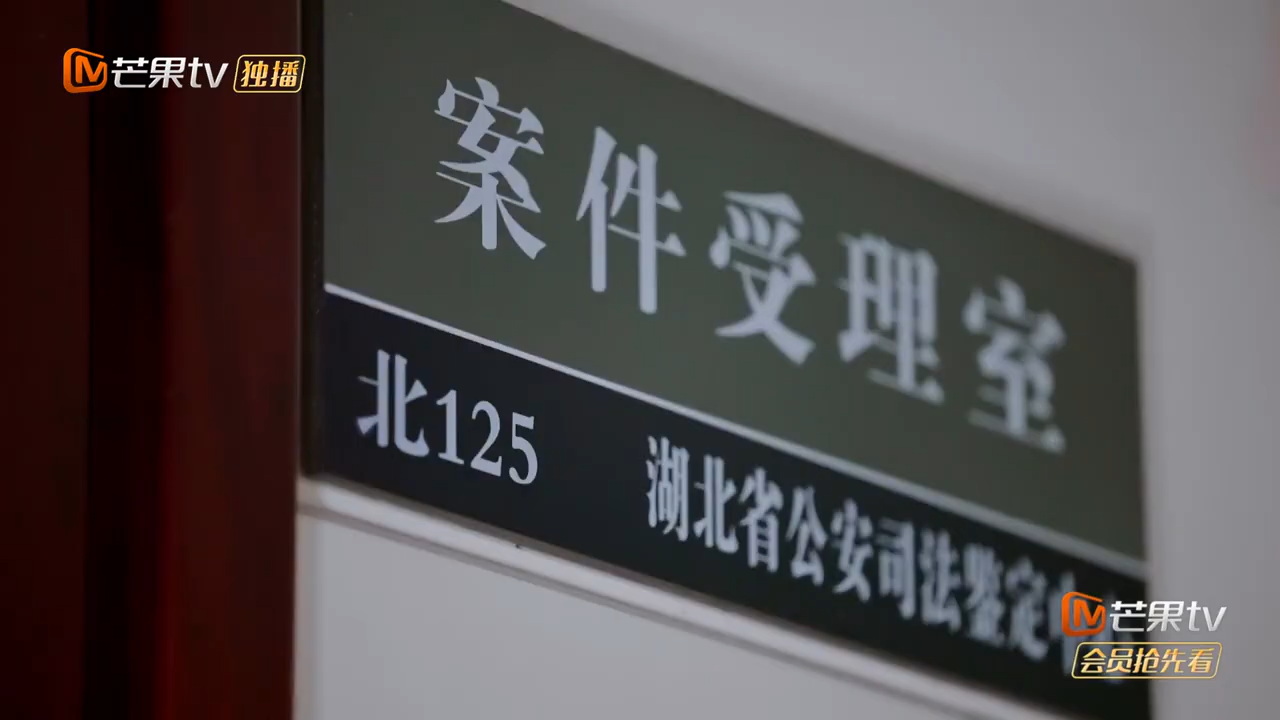 芒果tv 独播
案件受理室
北125 湖北省公安司法鉴定
芒果tv
会员抢先看